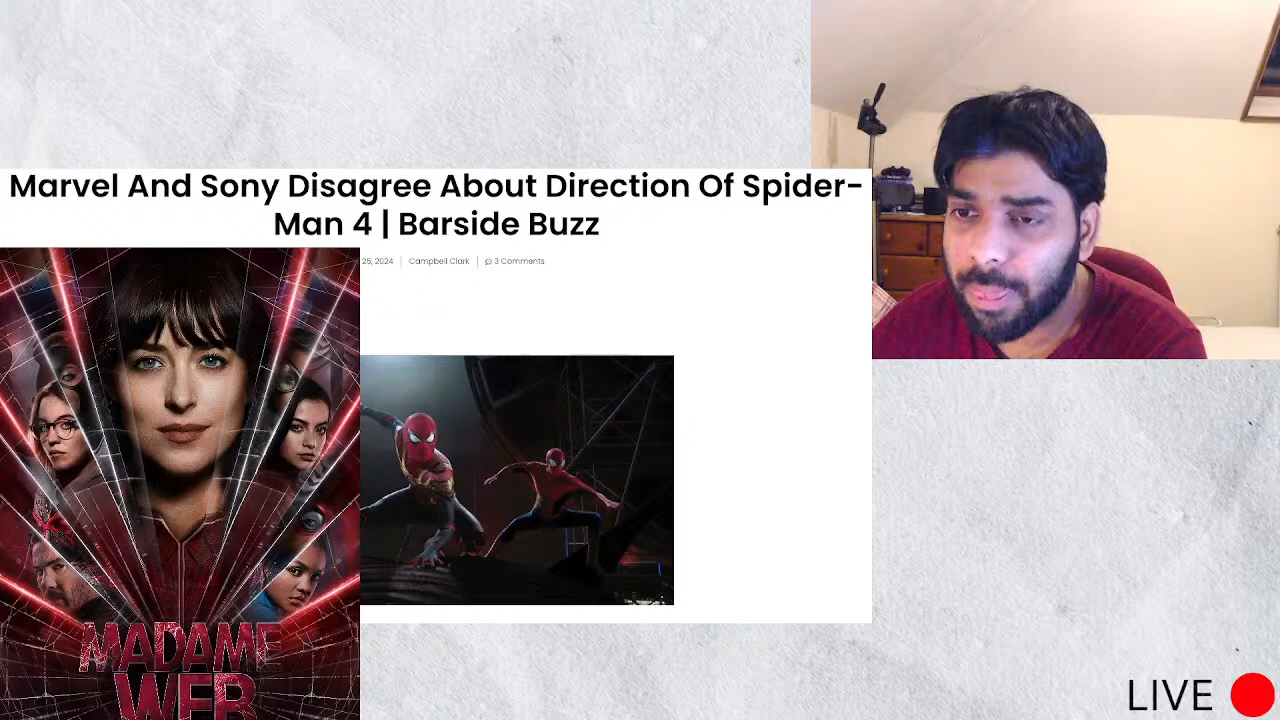 Marvel And Sony Disagree About Direction Of Spider-
Man 4 | Barside Buzz
25, 2024 | Campbell Clark | 3 Comments
MADAME
WEB
LIVE